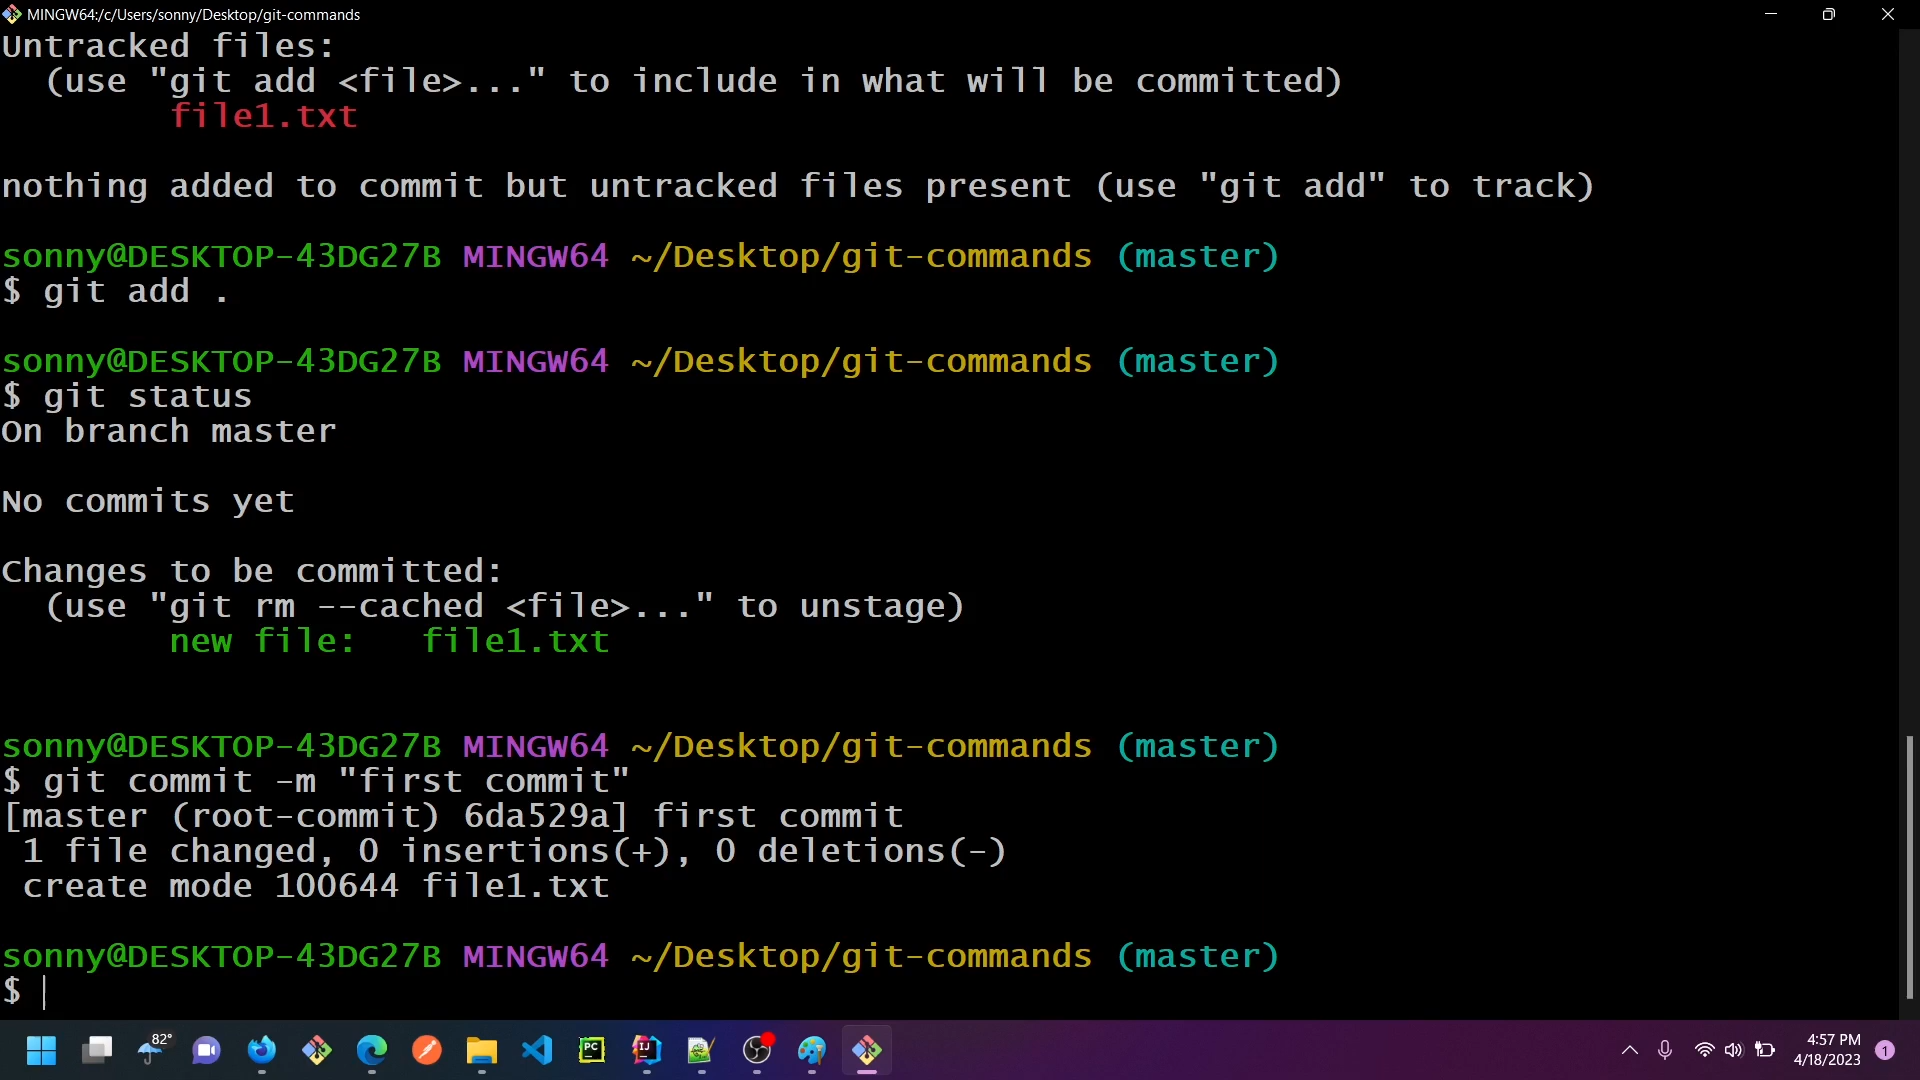 MINGW64:/c/Users/sonny/Desktop/git-commands
Untracked files:
  (use "git add <file>..." to include in what will be committed)
        file1.txt
nothing added to commit but untracked files present (use "git add" to track)
sonny@DESKTOP-43DG27B MINGW64 ~/Desktop/git-commands (master)
$ git add .
sonny@DESKTOP-43DG27B MINGW64 ~/Desktop/git-commands (master)
$ git status
On branch master
No commits yet
Changes to be committed:
  (use "git rm --cached <file>..." to unstage)
        new file:   file1.txt
sonny@DESKTOP-43DG27B MINGW64 ~/Desktop/git-commands (master)
$ git commit -m "first commit"
[master (root-commit) 6da529a] first commit
 1 file changed, 0 insertions(+), 0 deletions(-)
 create mode 100644 file1.txt
sonny@DESKTOP-43DG27B MINGW64 ~/Desktop/git-commands (master)
$
82°
PC
IJ
4:57 PM
4/18/2023
1